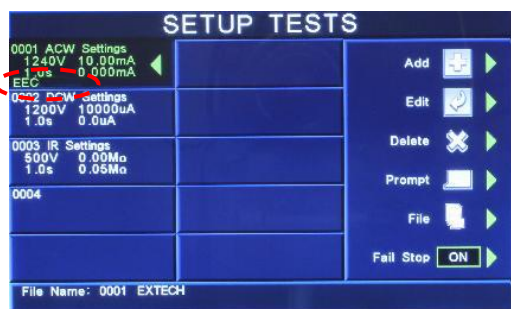 SETUP TESTS
0001 ACW Settings
1240V 10.00mA
1.0s 0.000mA
EEC
0002 DCW Settings
1200V 10000uA
1.0s 0.0uA
0003 IR Settings
500V 0.00MΩ
1.0s 0.05MΩ
0004
Add
Edit
Delete
Prompt
File
Fail Stop ON
File Name: 0001 EXTECH